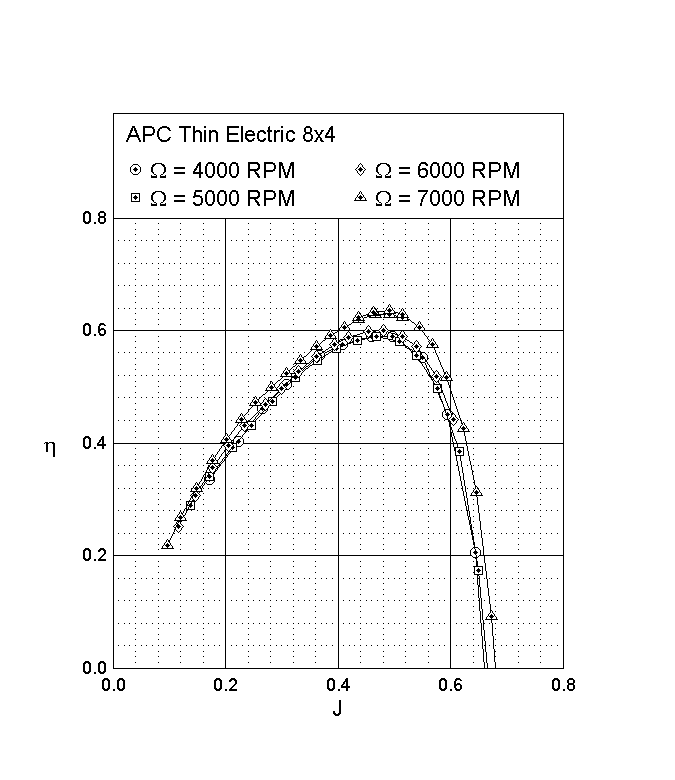 APC Thin Electric 8x4
Ω = 4000 RPM
Ω = 6000 RPM
Ω = 5000 RPM
Ω = 7000 RPM
0.8
0.6
η
0.4
0.2
0.0
0.0 0.2 0.4 0.6 0.8
J